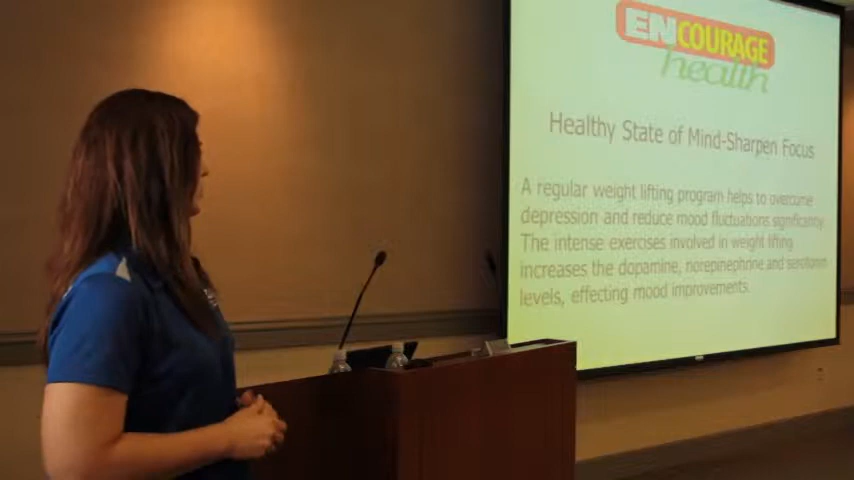 ENCOURAGE
health
Healthy State of Mind-Sharpen Focus
A regular weight lifting program helps to overcome
depression and reduce mood fluctuations significantly.
The intense exercises involved in weight lifting
increases the dopamine, norepinephrine and serotonin
levels, effecting mood improvements.